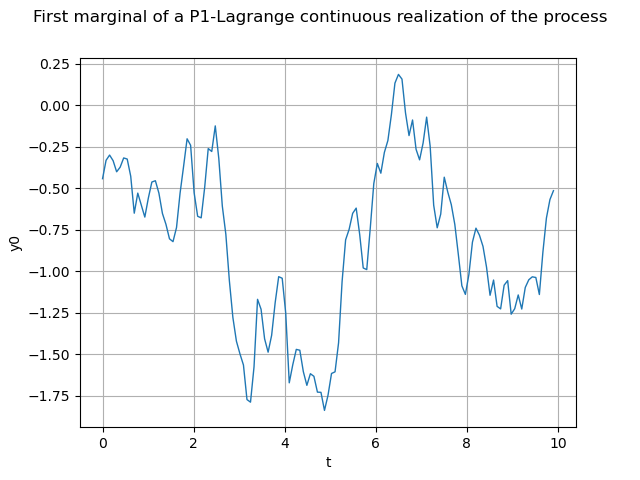 First marginal of a P1-Lagrange continuous realization of the process
0.25
0.00
−0.25
−0.50
−0.75
−1.00
−1.25
−1.50
−1.75
y0
0 2 4 6 8 10
t